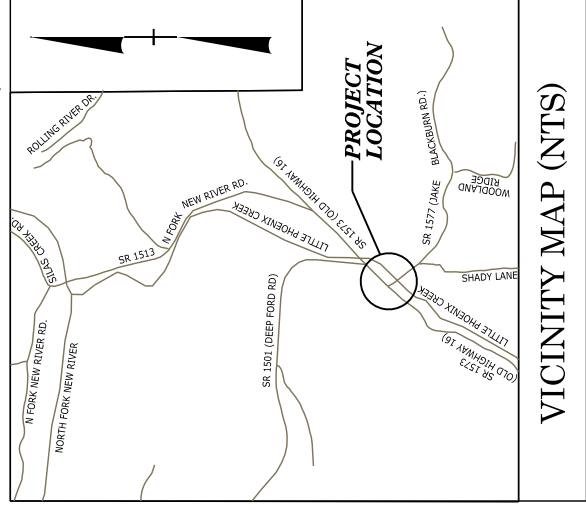 ROLLING RIVER DR.
PROJECT
LOCATION
BLACKBURN RD.)
SR 1577 (JAKE
WOODLAND
RIDGE
SR 1573 (OLD HIGHWAY 16)
NEW RIVER RD.
N FORK
LITTLE PHOENIX CREEK
SILAS CREEK RD.
SR 1513
SHADY LANE
SR 1501 (DEEP FORD RD)
LITTLE PHOENIX CREEK
SR 1573
(OLD HIGHWAY 16)
N FORK NEW RIVER RD.
NORTH FORK NEW RIVER
VICINITY MAP (NTS)